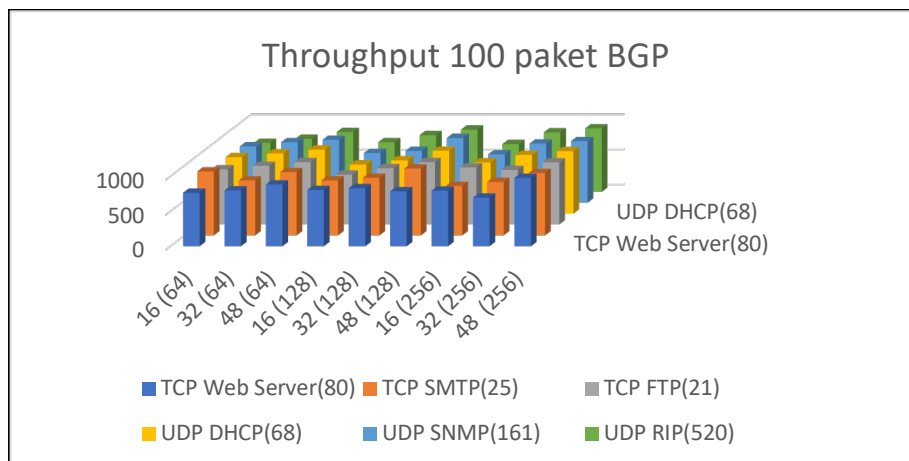 Throughput 100 paket BGP
1000
500
0
UDP DHCP(68)
TCP Web Server(80)
16 (64)
32 (64)
48 (64)
16 (128)
32 (128)
48 (128)
16 (256)
32 (256)
48 (256)
TCP Web Server(80) TCP SMTP(25) TCP FTP(21)
UDP DHCP(68) UDP SNMP(161) UDP RIP(520)